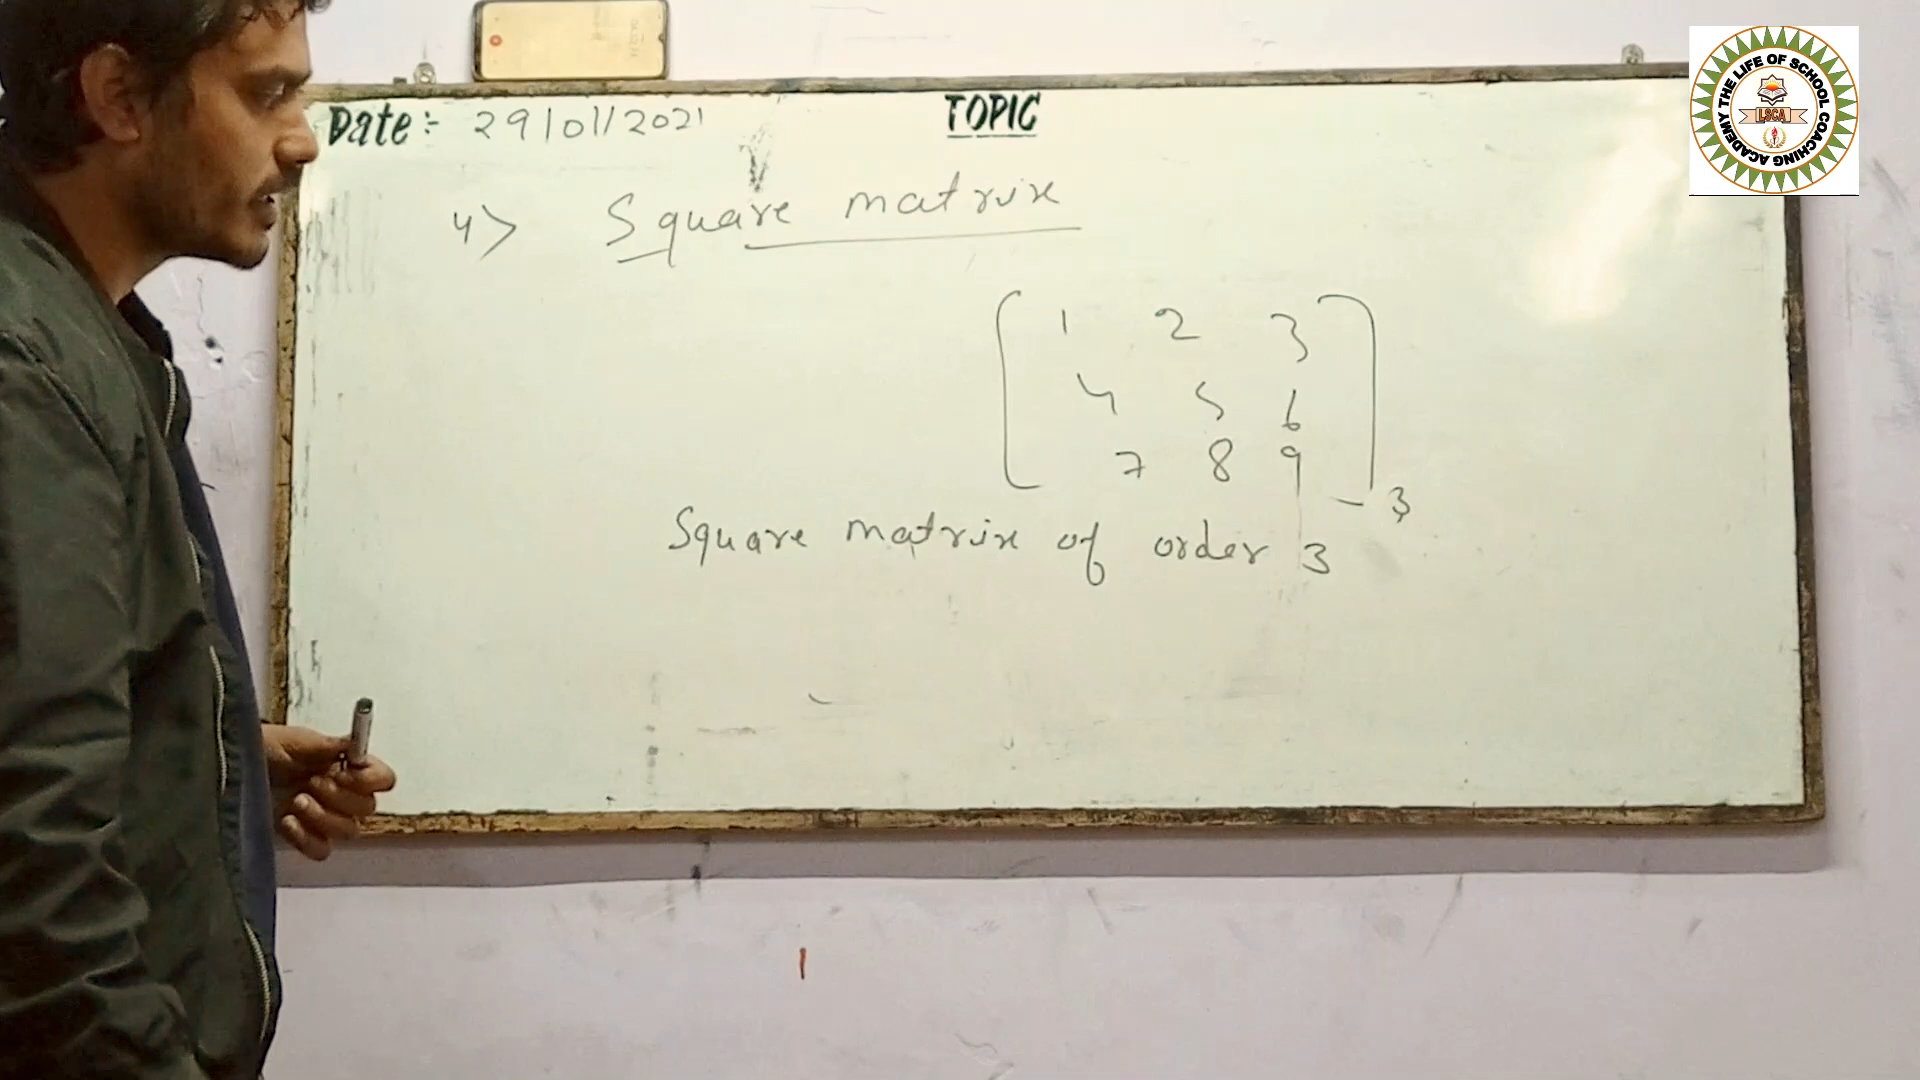 Date:- 29/01/2021
TOPIC
4> Square matrix
1 2 3
4 5 6
7 8 9
3
Square matrix of order 3
THE LIFE OF SCHOOL COACHING ACADEMY
LSCA